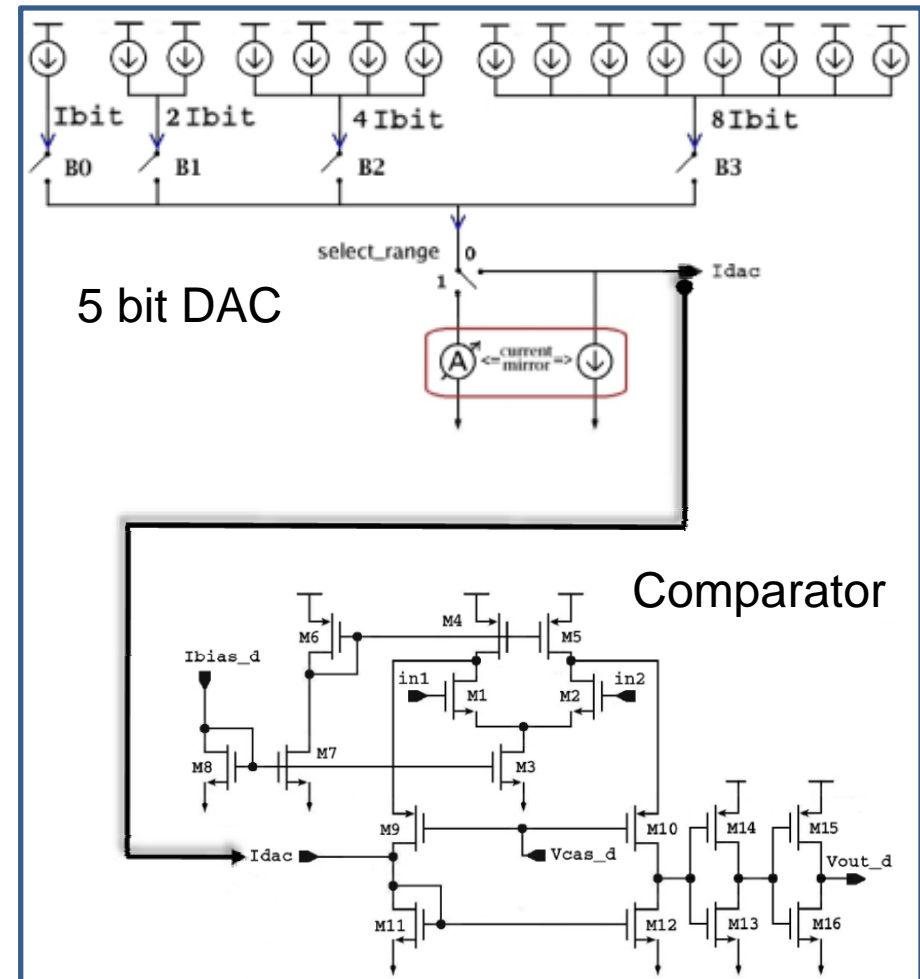 Ibit 2 Ibit 4 Ibit 8 Ibit
B0 B1 B2 B3
select_range 0
1
Idac
5 bit DAC
A <=current mirror=>
Comparator
M6 M4 M5
Ibias_d
in1 M1 M2 in2
M8 M7 M3
M9 M10 M14 M15
Idac Vcas_d Vout_d
M11 M12 M13 M16